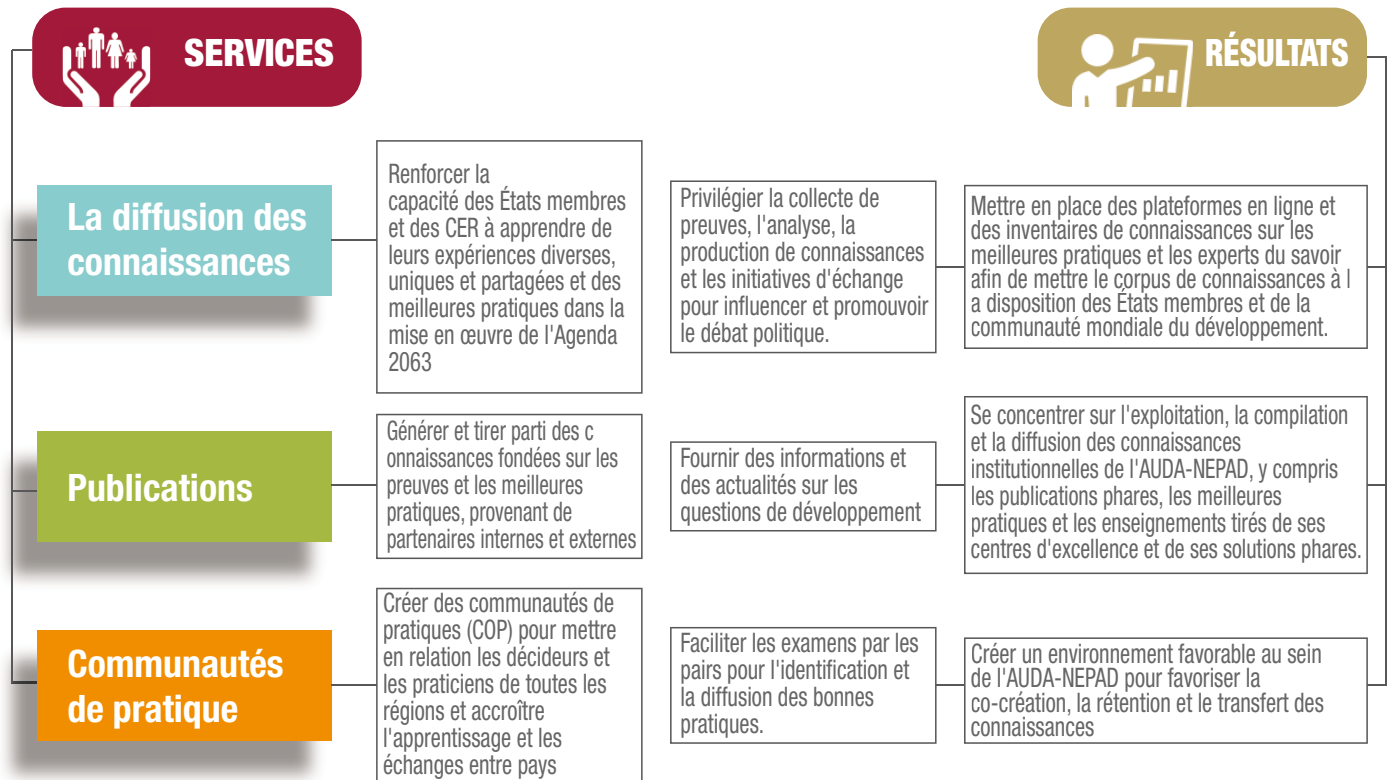 SERVICES
RÉSULTATS
La diffusion des
connaissances
Renforcer la
capacité des États membres
et des CER à apprendre de
leurs expériences diverses,
uniques et partagées et des
meilleures pratiques dans la
mise en œuvre de l'Agenda
2063
Privilégier la collecte de
preuves, l'analyse, la
production de connaissances
et les initiatives d'échange
pour influencer et promouvoir
le débat politique.
Mettre en place des plateformes en ligne et
des inventaires de connaissances sur les
meilleures pratiques et les experts du savoir
afin de mettre le corpus de connaissances à l
a disposition des États membres et de la
communauté mondiale du développement.
Publications
Générer et tirer parti des c
onnaissances fondées sur les
preuves et les meilleures
pratiques, provenant de
partenaires internes et externes
Fournir des informations et
des actualités sur les
questions de développement
Se concentrer sur l'exploitation, la compilation
et la diffusion des connaissances
institutionnelles de l'AUDA-NEPAD, y compris
les publications phares, les meilleures
pratiques et les enseignements tirés de ses
centres d'excellence et de ses solutions phares.
Communautés
de pratique
Créer des communautés de
pratiques (COP) pour mettre
en relation les décideurs et
les praticiens de toutes les
régions et accroître
l'apprentissage et les
échanges entre pays
Faciliter les examens par les
pairs pour l'identification et
la diffusion des bonnes
pratiques.
Créer un environnement favorable au sein
de l'AUDA-NEPAD pour favoriser la
co-création, la rétention et le transfert des
connaissances